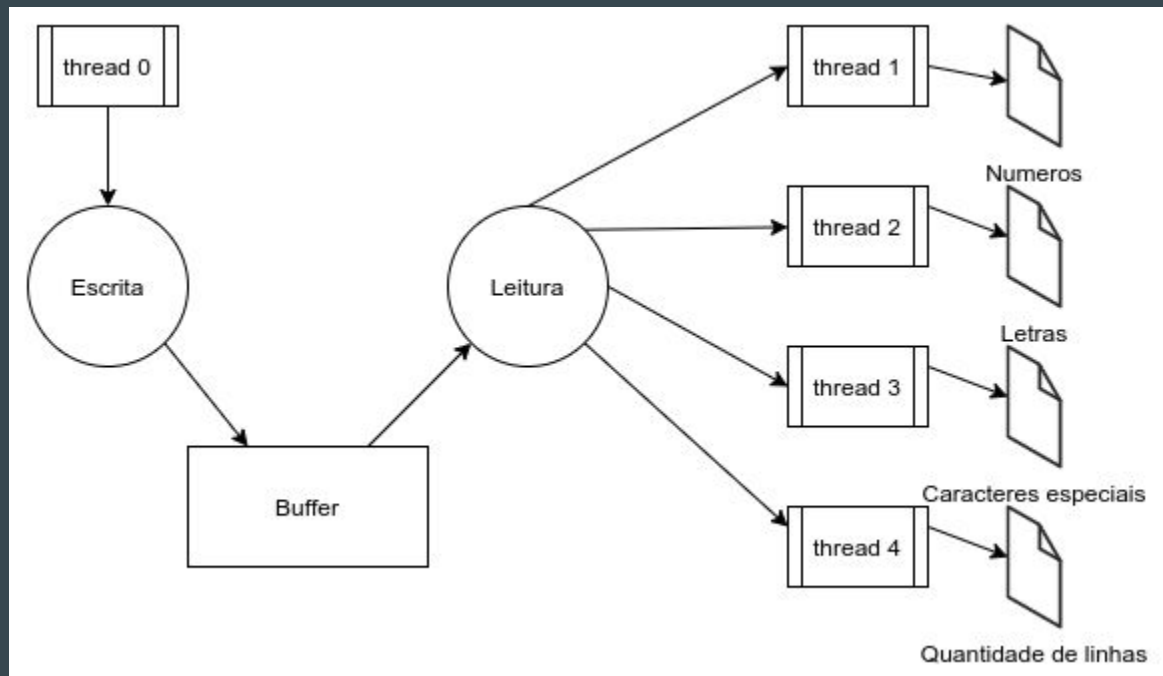 thread 0
thread 1
Numeros
thread 2
Escrita
Leitura
Letras
thread 3
Caracteres especiais
Buffer
thread 4
Quantidade de linhas